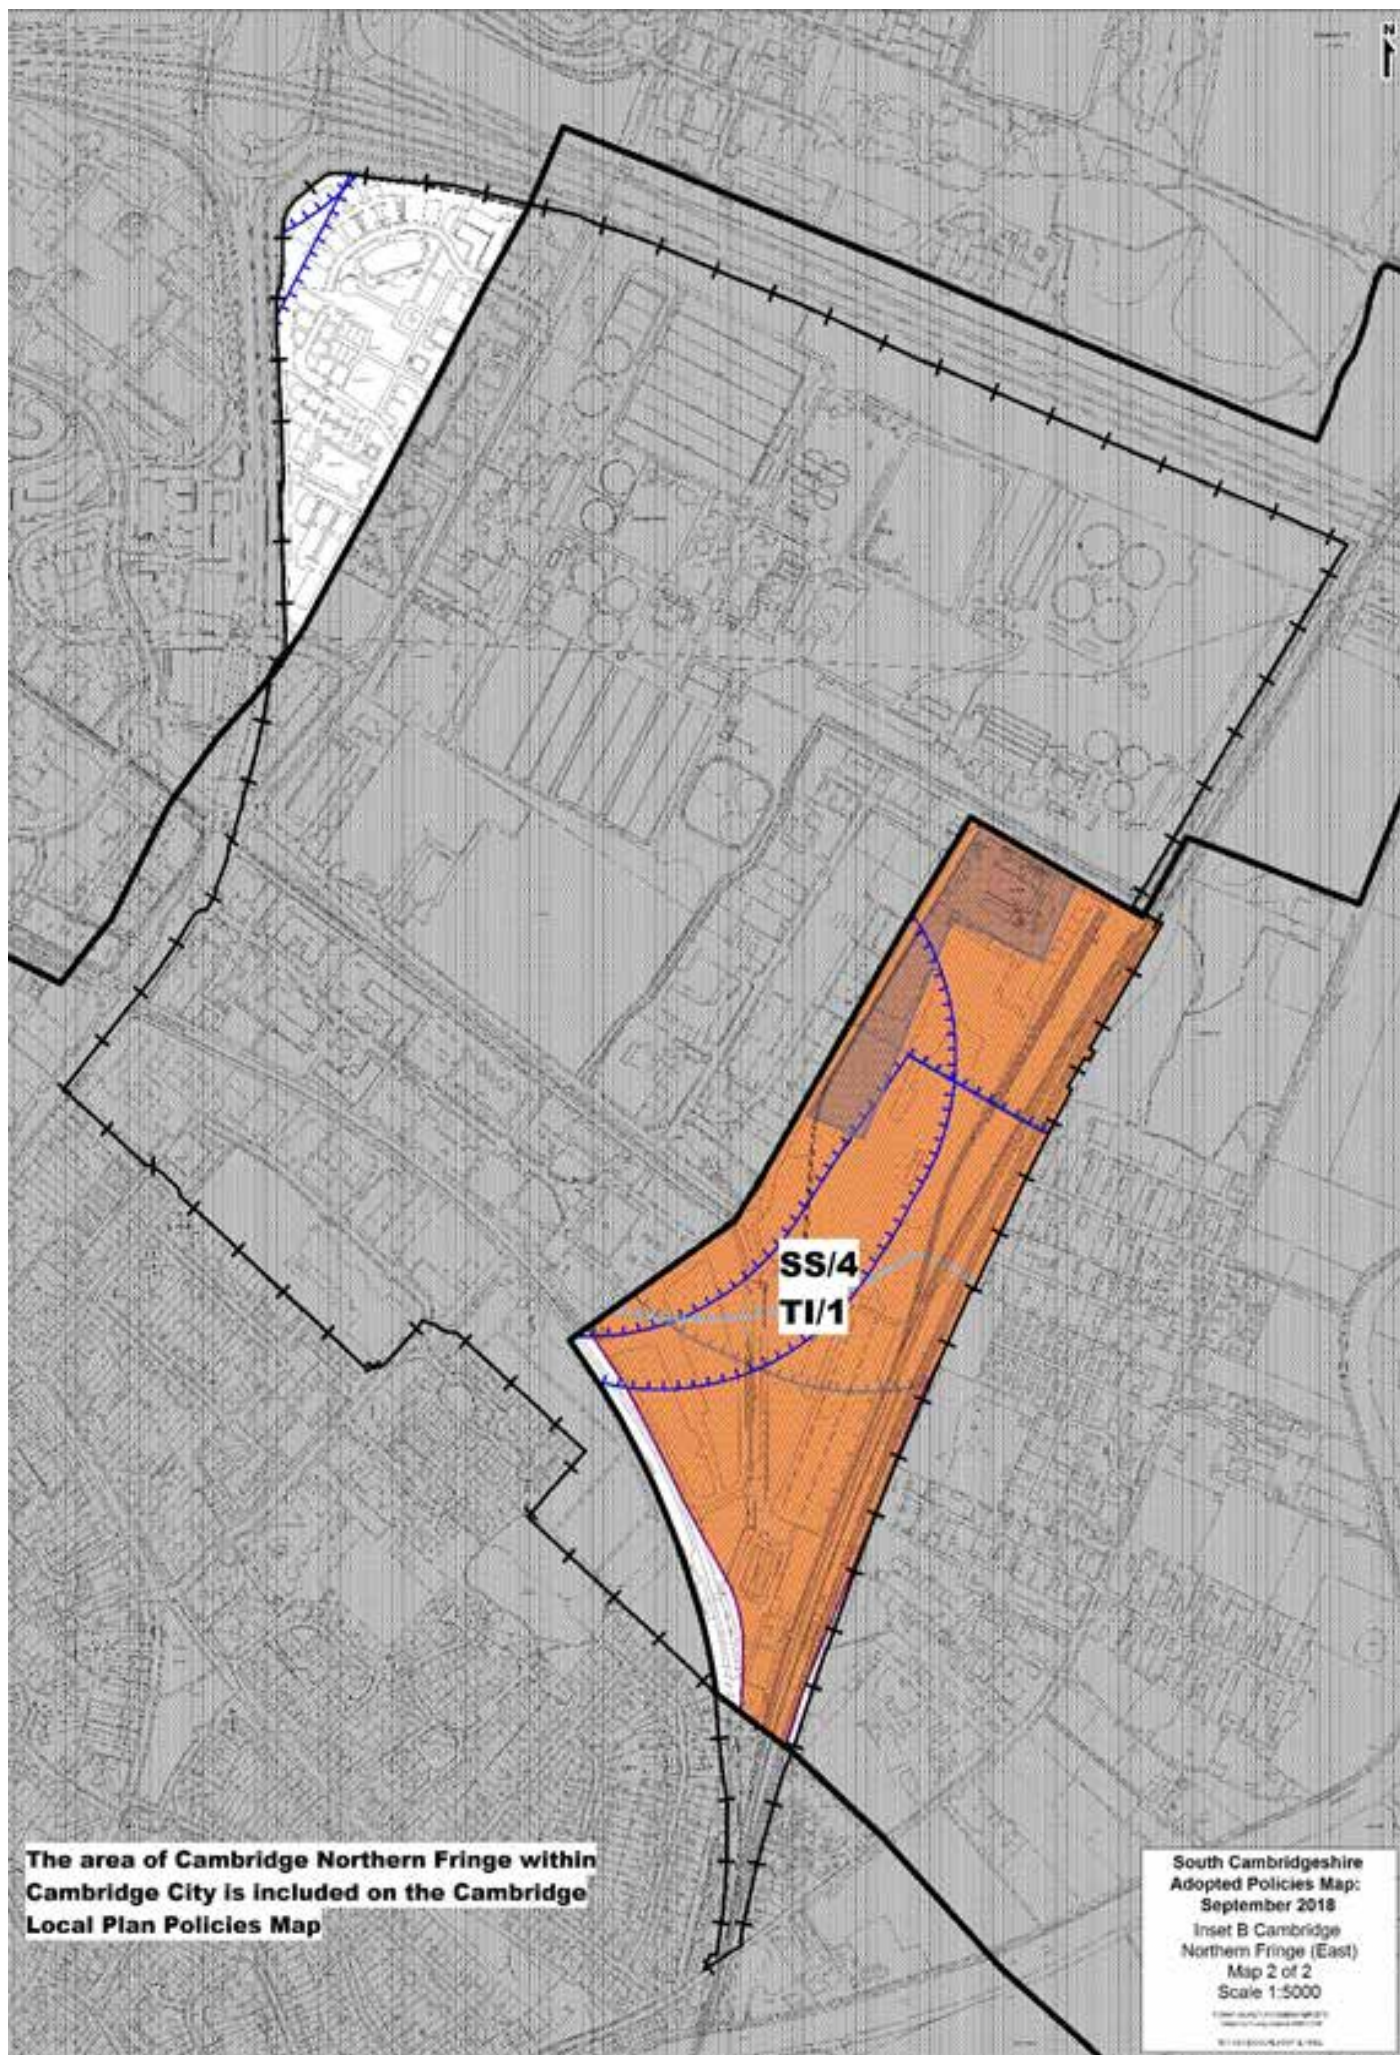 N
SS/4
TI/1
The area of Cambridge Northern Fringe within
Cambridge City is included on the Cambridge
Local Plan Policies Map
South Cambridgeshire
Adopted Policies Map:
September 2018
Inset B Cambridge
Northern Fringe (East)
Map 2 of 2
Scale 1:5000